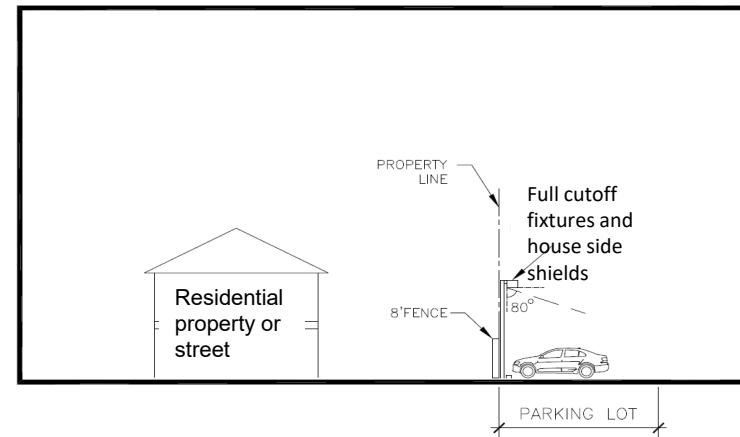 PROPERTY
LINE
Full cutoff
fixtures and
house side
shields
80°
8'FENCE
Residential
property or
street
PARKING LOT